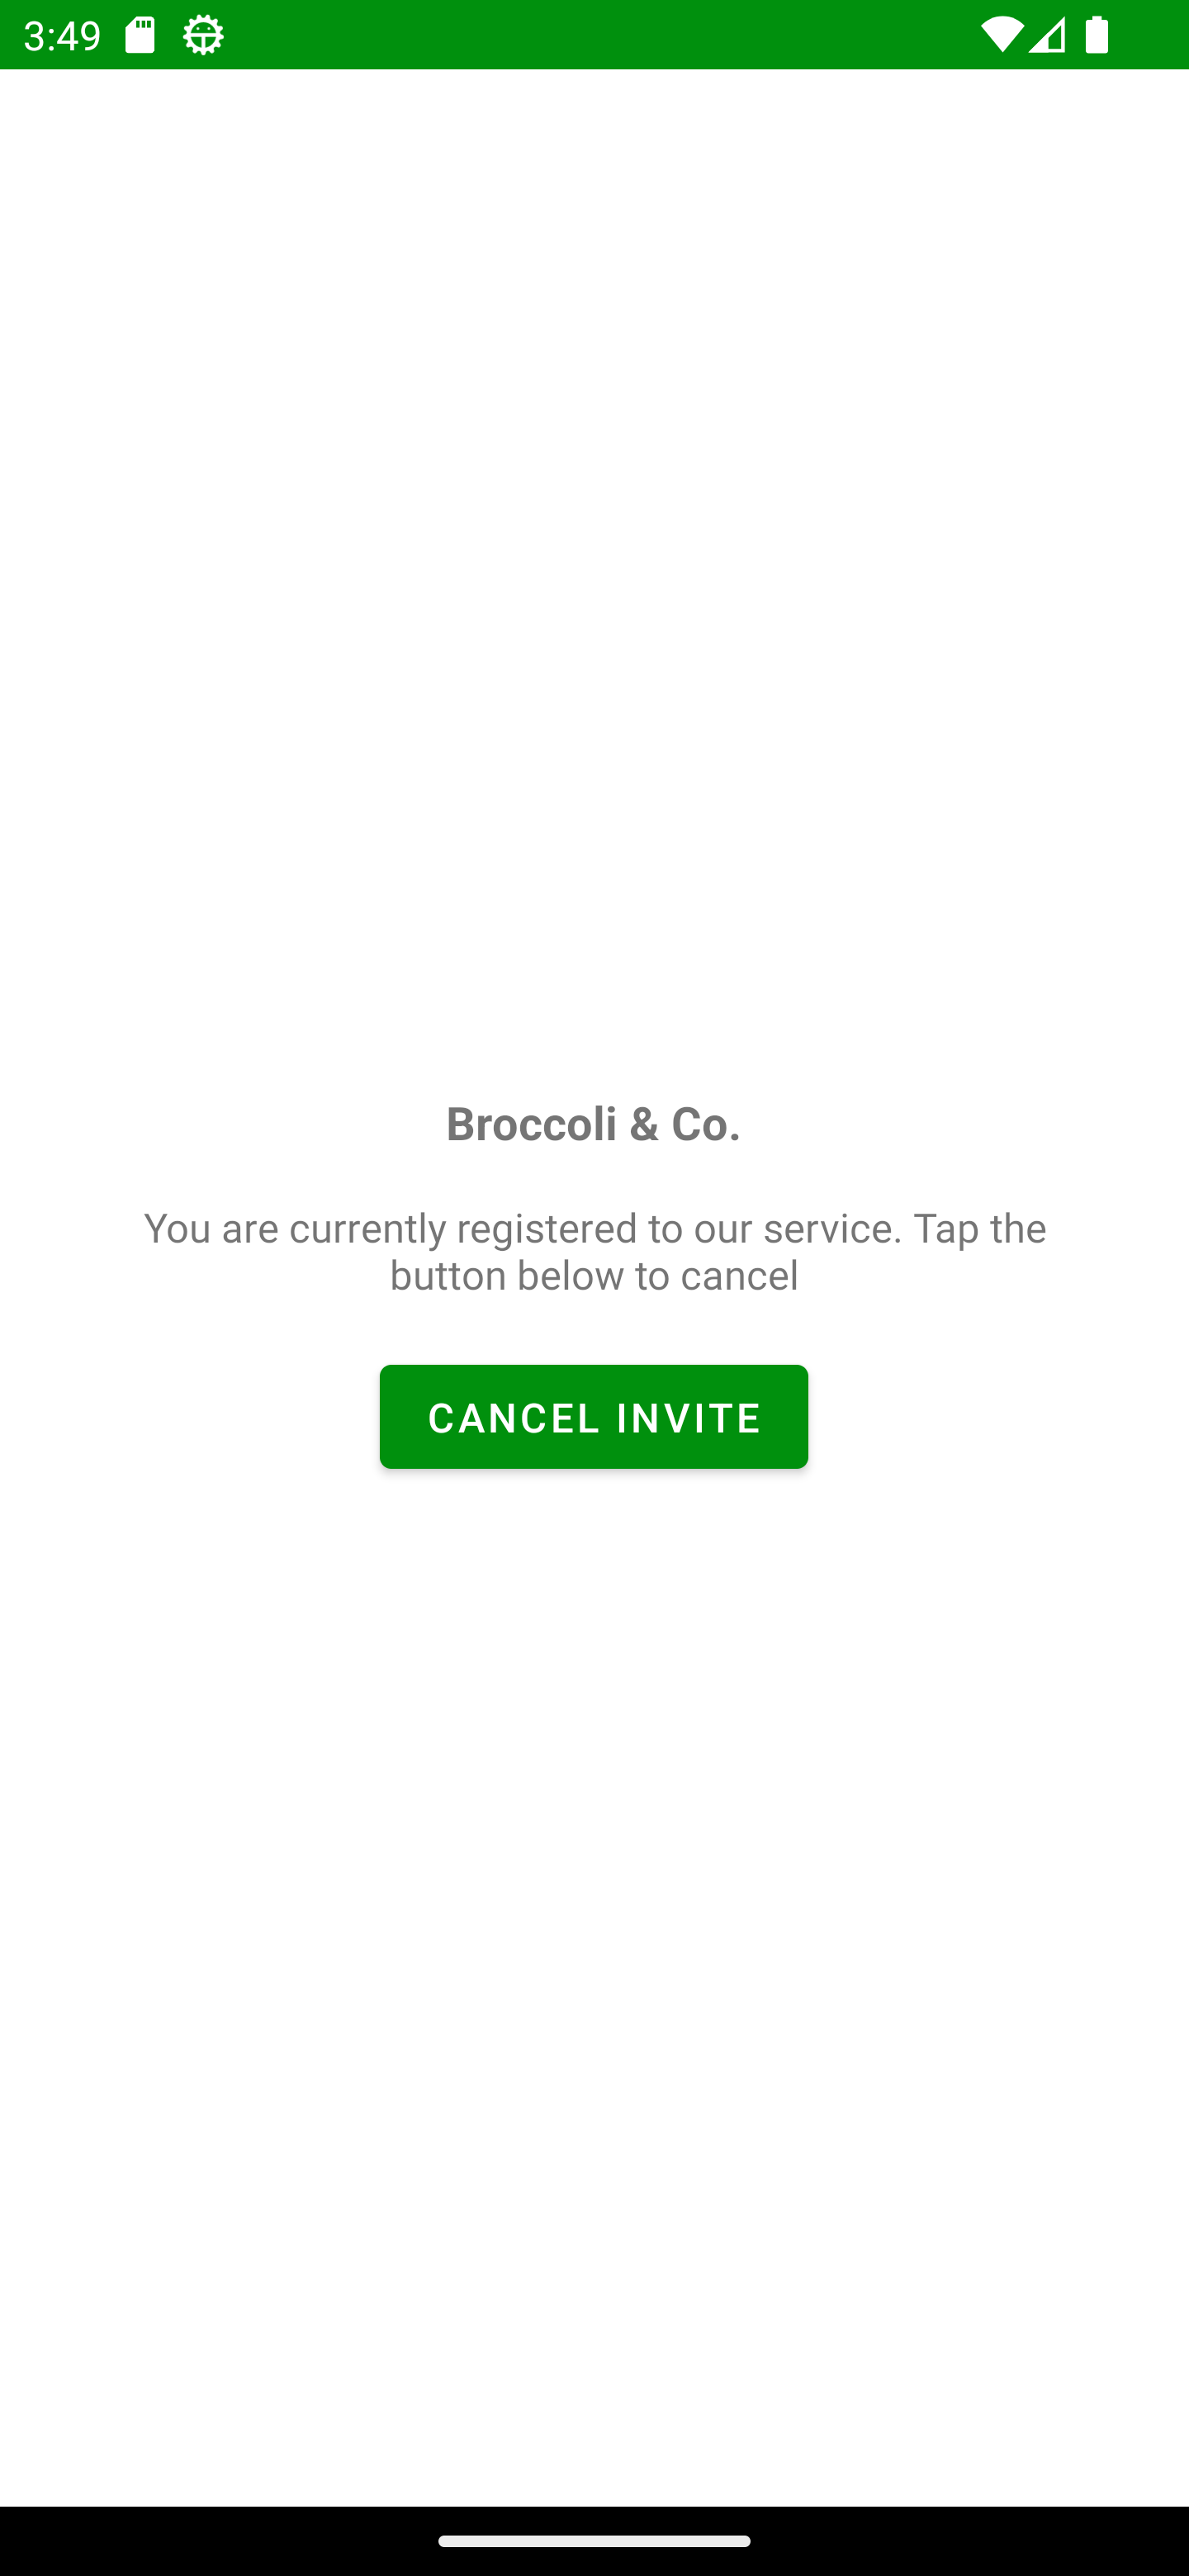 3:49
Broccoli & Co.
You are currently registered to our service. Tap the
button below to cancel
CANCEL INVITE